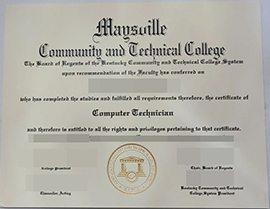 Maysville
Community and Technical College
The Board of Regents of the Kentucky Community and Technical College System
upon recommendation of the Faculty has conferred on
who has completed the studies and fulfilled all requirements therefore, the certificate of
Computer Technician
and therefore is entitled to all the rights and privileges pertaining to that certificate.
College President
Chair, Board of Regents
Chancellor, Acting
Kentucky Community and Technical
College System President